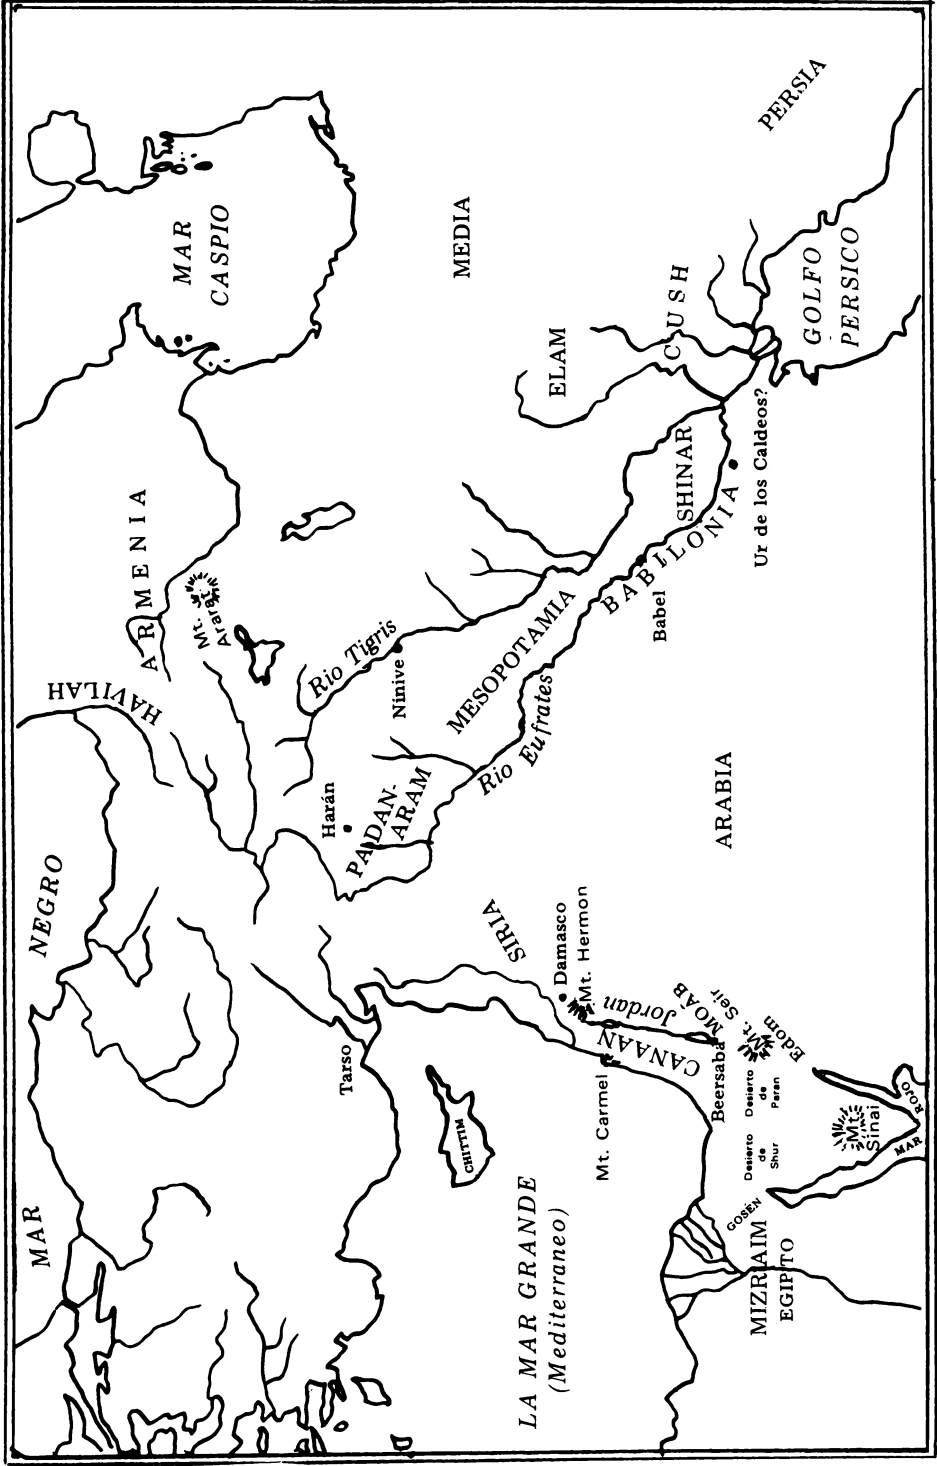 MAR
NEGRO
HAVILAH
ARMENIA
Mt.
Ararat
MAR
CASPIO
Tarso
Harán
PADAN-
ARAM
Rio Tigris
Ninive
MESOPOTAMIA
Rio Eufrates
MEDIA
CHITTIM
SIRIA
Damasco
Mt. Hermon
ELAM
LA MAR GRANDE
(Mediterraneo)
Mt. Carmel
CANAAN
Jordan
MOÁB
Mt. Seir
Edom
Beersaba
BABILONIA
Babel
SHINAR
CUSH
Ur de los Caldeos?
ARABIA
PERSIA
GOLFO
PERSICO
Desierto
de
Shur
Desierto
de
Paran
GOSÉN
MIZRIAIM
EGIPTO
Mt.
Sinai
MAR ROJO